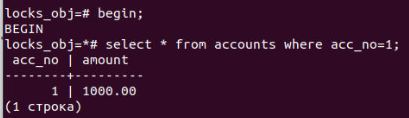 locks_obj=# begin;
BEGIN
locks_obj=*# select * from accounts where acc_no=1;
 acc_no | amount
--------+---------
      1 | 1000.00
(1 строка)